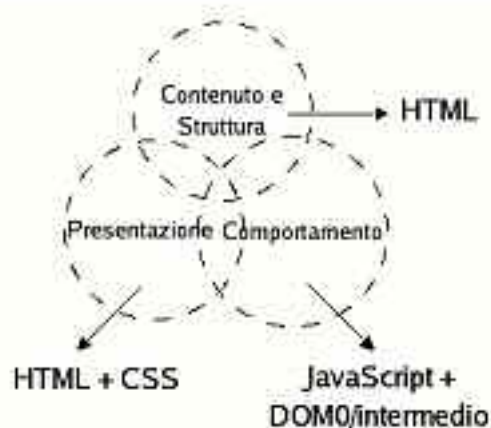 Contenuto e
Struttura
HTML
Presentazione
Comportamento
HTML + CSS
JavaScript +
DOM0/intermedio